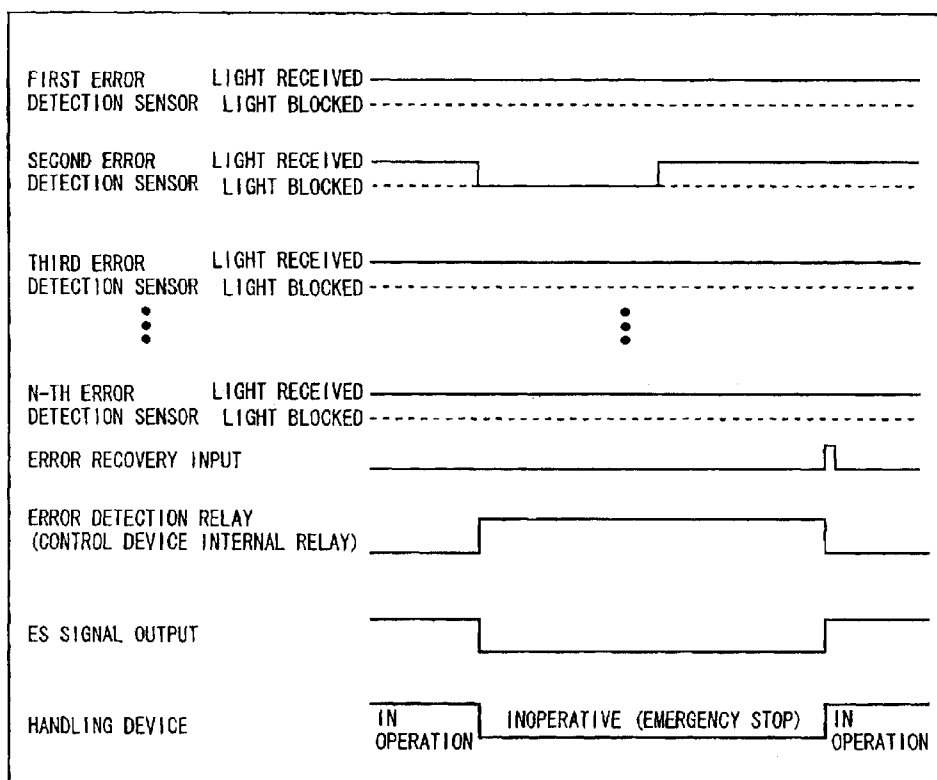 FIRST ERROR LIGHT RECEIVED
DETECTION SENSOR LIGHT BLOCKED
SECOND ERROR LIGHT RECEIVED
DETECTION SENSOR LIGHT BLOCKED
THIRD ERROR LIGHT RECEIVED
DETECTION SENSOR LIGHT BLOCKED
N-TH ERROR LIGHT RECEIVED
DETECTION SENSOR LIGHT BLOCKED
ERROR RECOVERY INPUT
ERROR DETECTION RELAY
(CONTROL DEVICE INTERNAL RELAY)
ES SIGNAL OUTPUT
HANDLING DEVICE
IN
OPERATION
INOPERATIVE (EMERGENCY STOP)
IN
OPERATION